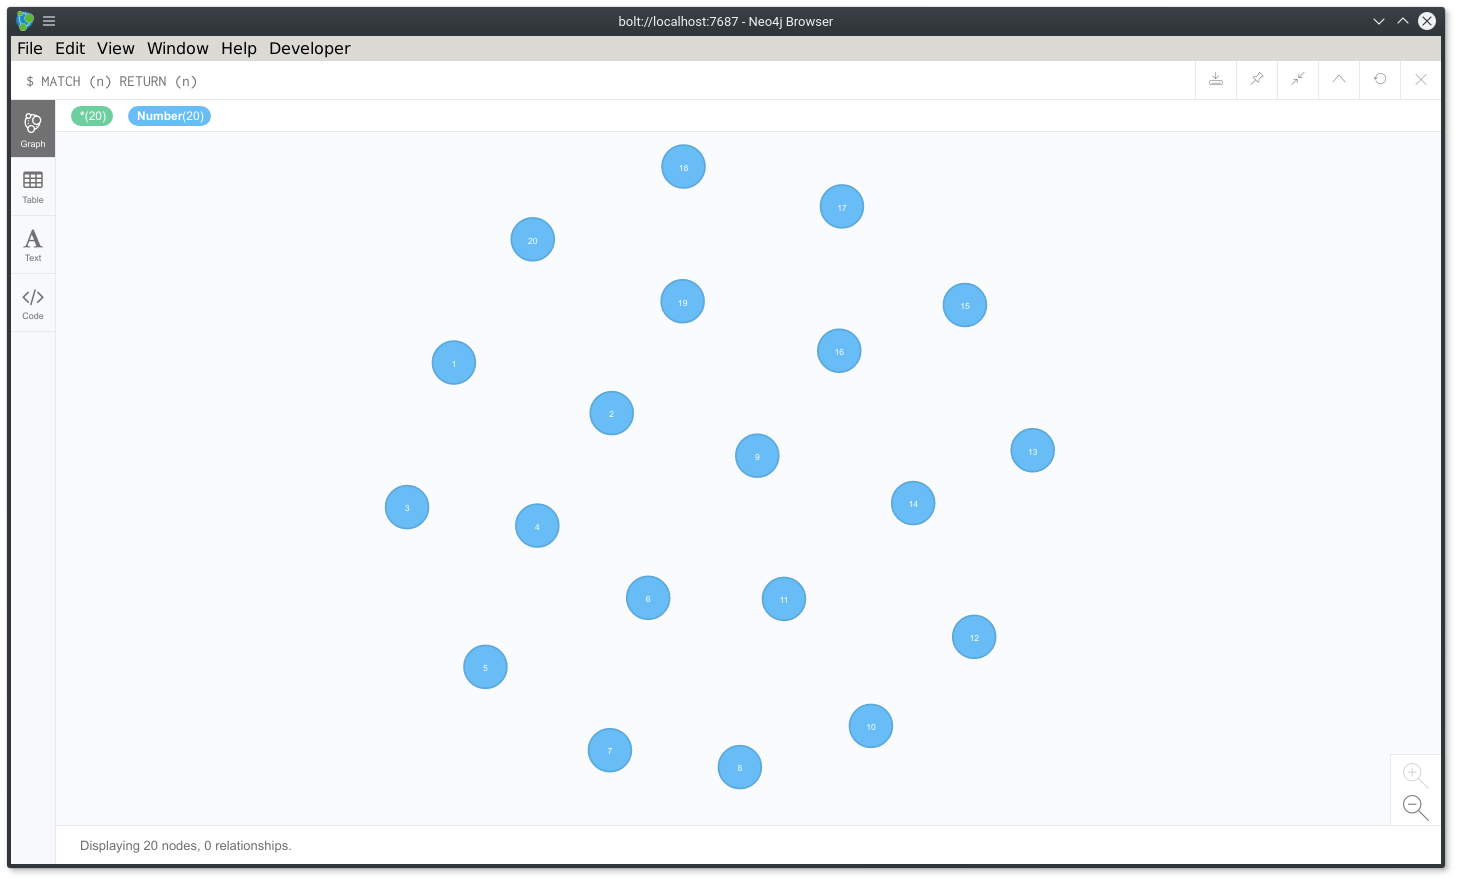 bolt://localhost:7687 - Neo4j Browser
File Edit View Window Help Developer
$ MATCH (n) RETURN (n)
*(20) Number(20)
Graph
Table
Text
Code
18
17
20
19
15
16
1
2
9
13
3
4
14
6
11
12
5
10
7
8
Displaying 20 nodes, 0 relationships.